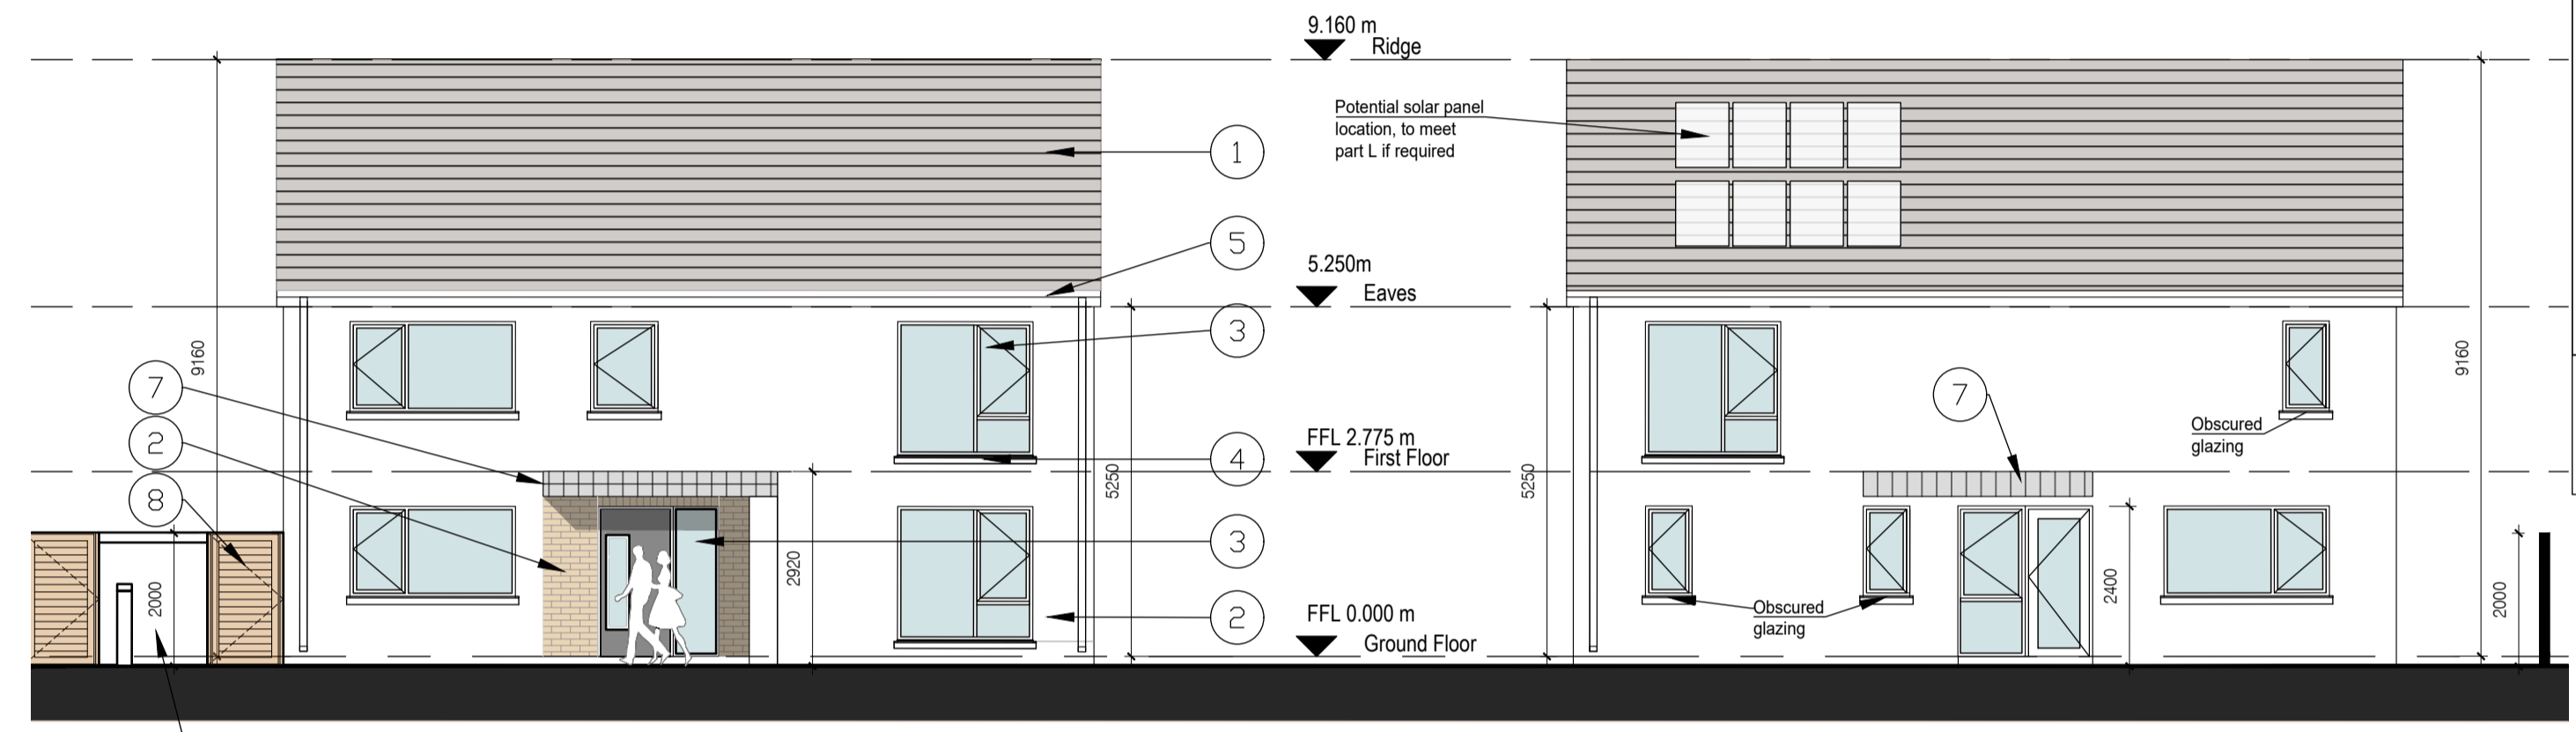 9.160 m
Ridge
Potential solar panel
location, to meet
part L if required
1
5
5.250m
Eaves
3
9160
9160
7
2
8
7
Obscured
glazing
FFL 2.775 m
First Floor
4
5250
5250
3
2920
2000
2400
2000
Obscured
glazing
2
FFL 0.000 m
Ground Floor